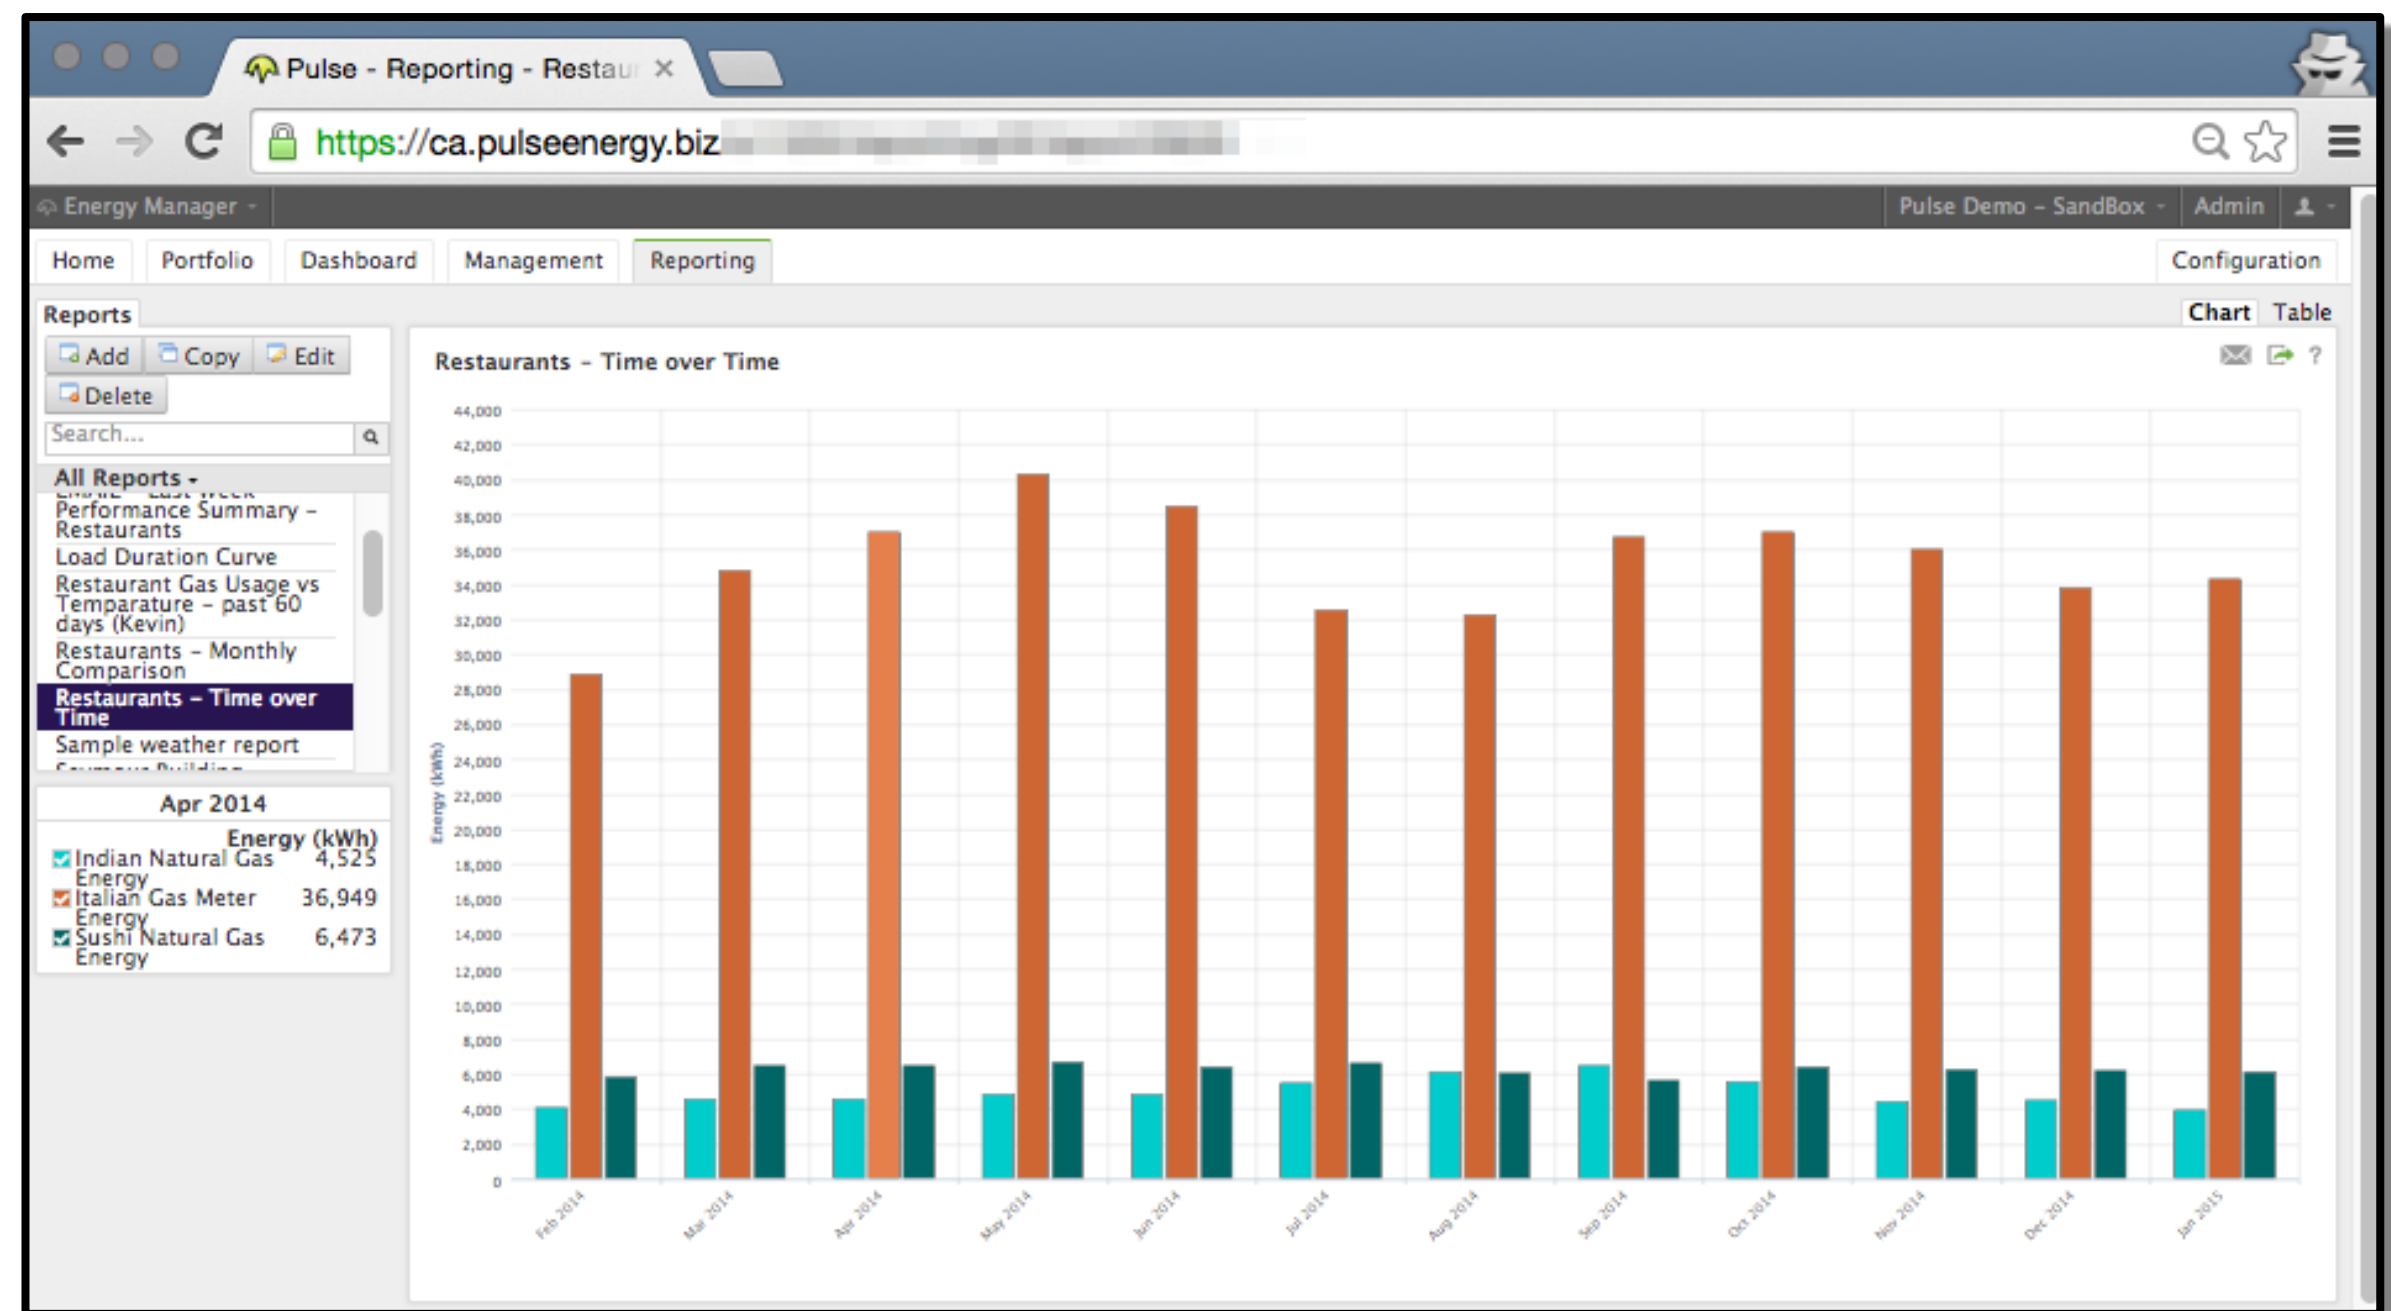 Pulse - Reporting - Restaur
https://ca.pulseenergy.biz
Energy Manager
Pulse Demo – SandBox
Admin
Home
Portfolio
Dashboard
Management
Reporting
Configuration
Reports
Chart
Table
Add
Copy
Edit
Delete
Search...
All Reports
Performance Summary –
Restaurants
Load Duration Curve
Restaurant Gas Usage vs
Temparature – past 60
days (Kevin)
Restaurants – Monthly
Comparison
Restaurants – Time over
Time
Sample weather report
Apr 2014
Energy (kWh)
Indian Natural Gas 4,525
Energy
Italian Gas Meter 36,949
Energy
Sushi Natural Gas 6,473
Energy
Restaurants – Time over Time
?
44,000
42,000
40,000
38,000
36,000
34,000
32,000
30,000
28,000
26,000
24,000
22,000
20,000
18,000
16,000
14,000
12,000
10,000
8,000
6,000
4,000
2,000
0
Energy (kWh)
Feb 2014
Mar 2014
Apr 2014
May 2014
Jun 2014
Jul 2014
Aug 2014
Sep 2014
Oct 2014
Nov 2014
Dec 2014
Jan 2015